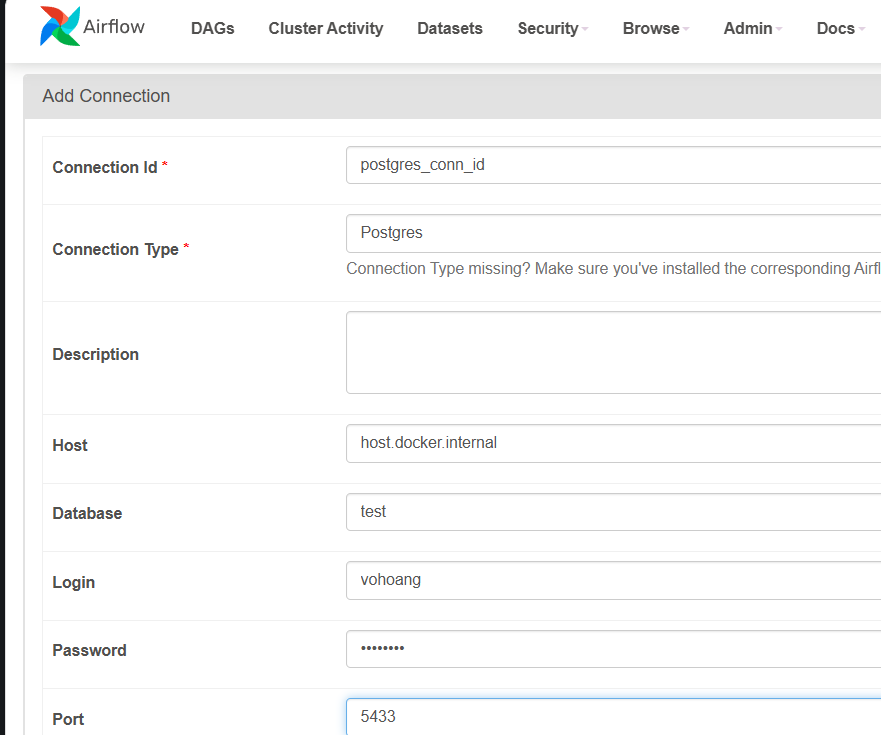 Airflow DAGs Cluster Activity Datasets Security Browse Admin Docs
Add Connection
Connection Id * postgres_conn_id
Connection Type * Postgres
Connection Type missing? Make sure you've installed the corresponding Airfl
Description
Host host.docker.internal
Database test
Login vohoang
Password ••••••••
Port 5433